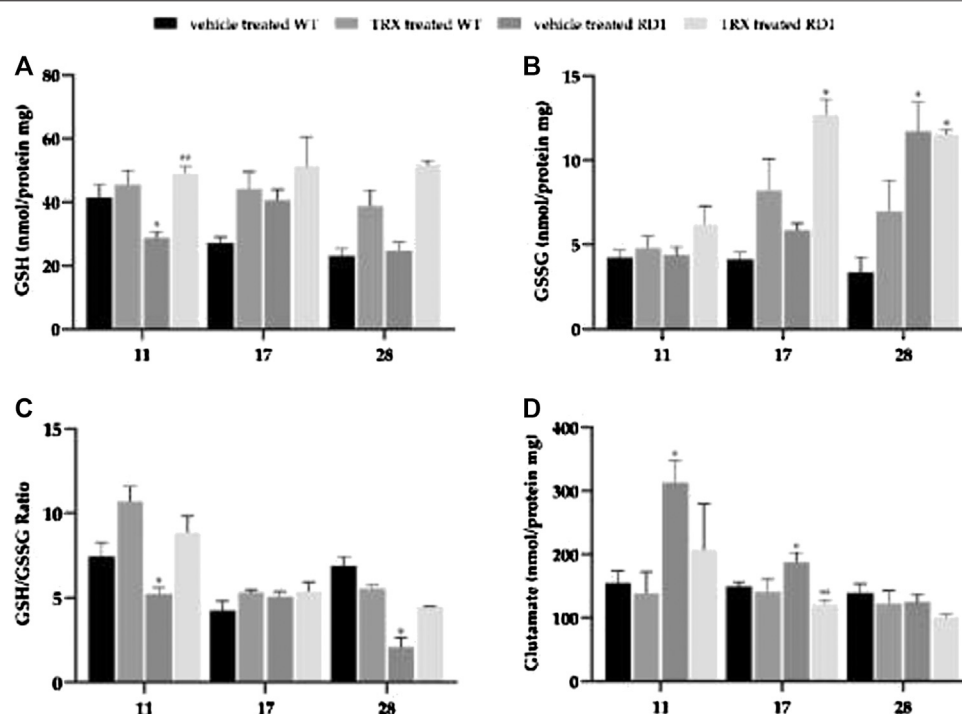 vehicle treated WT TRX treated WT vehicle treated RD1 TRX treated RD1
A
GSH (nmol/protein mg)
80
60
40
20
0
*
##
11 17 28
B
GSSG (nmol/protein mg)
15
10
5
0
*
*
*
11 17 28
C
GSH/GSSG Ratio
15
10
5
0
*
*
11 17 28
D
Glutamate (nmol/protein mg)
400
300
200
100
0
*
*
11 17 28